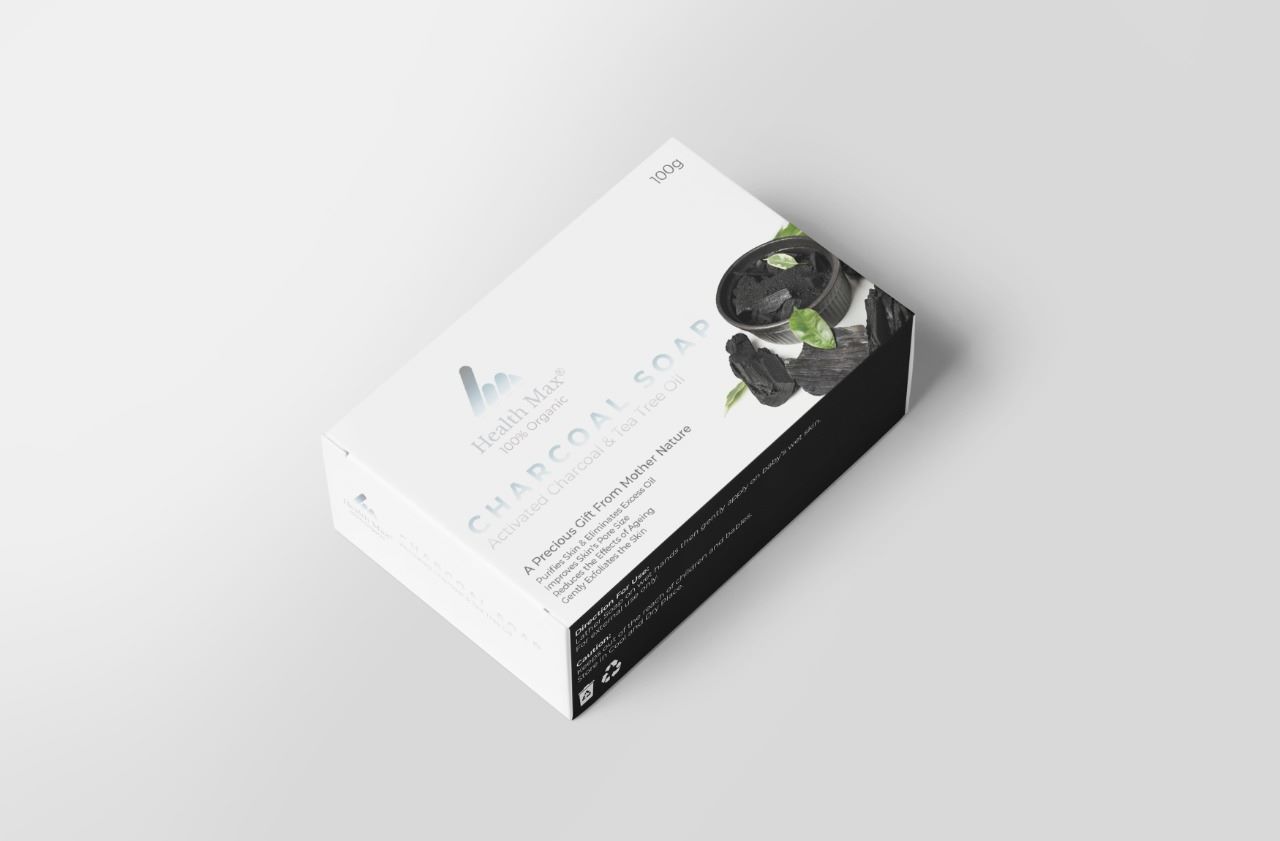 100g
Health Max®
100% Organic
CHARCOAL SOAP
Activated Charcoal & Tea Tree Oil
A Precious Gift From Mother Nature
Purifies Skin & Eliminates Excess Oil
Improves Skin's Pore Size
Reduces the Effects of Ageing
Gently Exfoliates the Skin
Health Max
CHARCOAL SOAP
Direction For Use:
Lather soap on wet hands then gently apply on baby's wet skin.
For external use only
Caution:
Keeps out of the reach of children and babies.
Store in Cool and Dry Place.